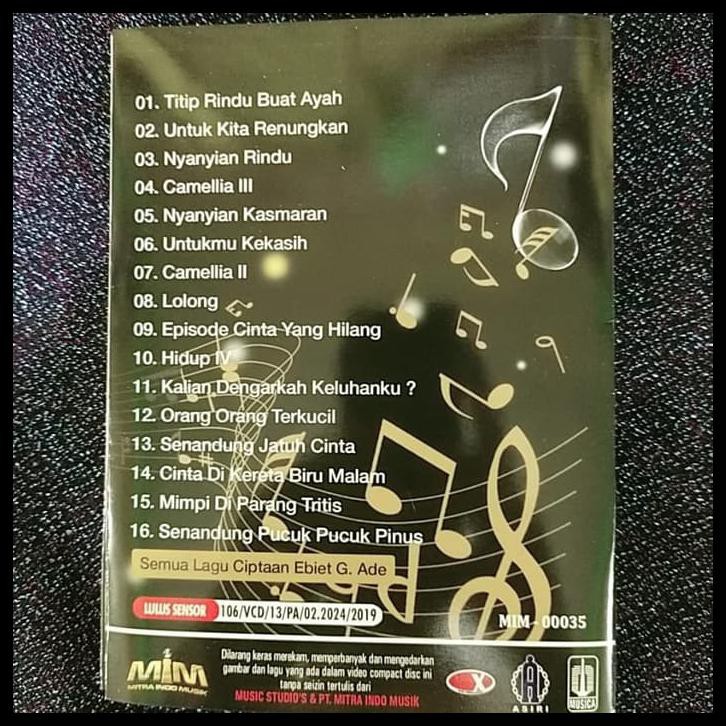 01. Titip Rindu Buat Ayah
02. Untuk Kita Renungkan
03. Nyanyian Rindu
04. Camellia III
05. Nyanyian Kasmaran
06. Untukmu Kekasih
07. Camellia II
08. Lolong
09. Episode Cinta Yang Hilang
10. Hidup IV
11. Kalian Dengarkah Keluhanku ?
12. Orang Orang Terkucil
13. Senandung Jatuh Cinta
14. Cinta Di Kereta Biru Malam
15. Mimpi Di Parang Tritis
16. Senandung Pucuk Pucuk Pinus
Semua Lagu Ciptaan Ebiet G. Ade
LULUS SENSOR 106/VCD/13/PA/02.2024/2019
MIM - 00035
MIM
MITRA INDO MUSIK
Dilarang keras merekam, memperbanyak dan mengedarkan
gambar dan lagu yang ada dalam video compact disc ini
tanpa seizin tertulis dari
MUSIC STUDIO'S & PT. MITRA INDO MUSIK
ASIRI
MUSICA